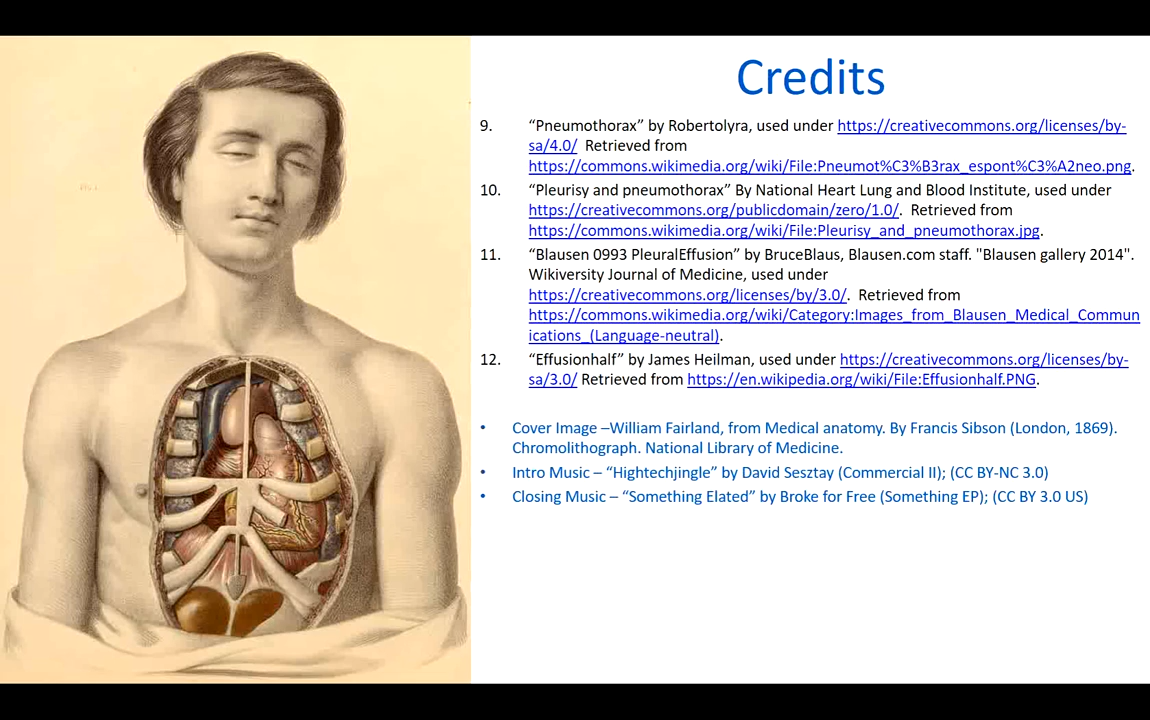 Credits
9. “Pneumothorax” by Robertolyra, used under https://creativecommons.org/licenses/by-
sa/4.0/ Retrieved from
https://commons.wikimedia.org/wiki/File:Pneumot%C3%B3rax_espont%C3%A2neo.png.
10. “Pleurisy and pneumothorax” By National Heart Lung and Blood Institute, used under
https://creativecommons.org/publicdomain/zero/1.0/. Retrieved from
https://commons.wikimedia.org/wiki/File:Pleurisy_and_pneumothorax.jpg.
11. “Blausen 0993 PleuralEffusion” by BruceBlaus, Blausen.com staff. "Blausen gallery 2014".
Wikiversity Journal of Medicine, used under
https://creativecommons.org/licenses/by/3.0/. Retrieved from
https://commons.wikimedia.org/wiki/Category:Images_from_Blausen_Medical_Commun
ications_(Language-neutral).
12. “Effusionhalf” by James Heilman, used under https://creativecommons.org/licenses/by-
sa/3.0/ Retrieved from https://en.wikipedia.org/wiki/File:Effusionhalf.PNG.
• Cover Image –William Fairland, from Medical anatomy. By Francis Sibson (London, 1869).
Chromolithograph. National Library of Medicine.
• Intro Music – “Hightechjingle” by David Sesztay (Commercial II); (CC BY-NC 3.0)
• Closing Music – “Something Elated” by Broke for Free (Something EP); (CC BY 3.0 US)